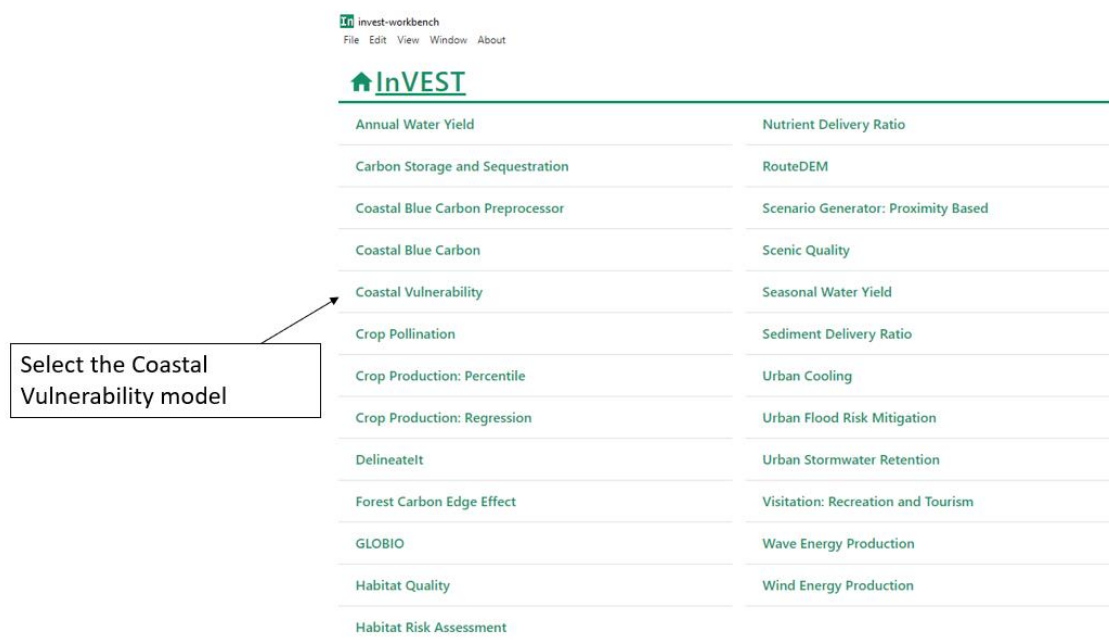 invest-workbench
File Edit View Window About
InVEST
Annual Water Yield
Carbon Storage and Sequestration
Coastal Blue Carbon Preprocessor
Coastal Blue Carbon
Coastal Vulnerability
Crop Pollination
Crop Production: Percentile
Crop Production: Regression
DelineateIt
Forest Carbon Edge Effect
GLOBIO
Habitat Quality
Habitat Risk Assessment
Nutrient Delivery Ratio
RouteDEM
Scenario Generator: Proximity Based
Scenic Quality
Seasonal Water Yield
Sediment Delivery Ratio
Urban Cooling
Urban Flood Risk Mitigation
Urban Stormwater Retention
Visitation: Recreation and Tourism
Wave Energy Production
Wind Energy Production
Select the Coastal
Vulnerability model